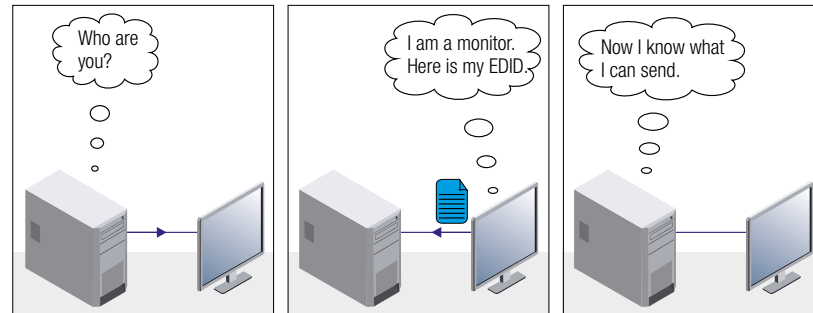 Who are
you?
I am a monitor.
Here is my EDID.
Now I know what
I can send.